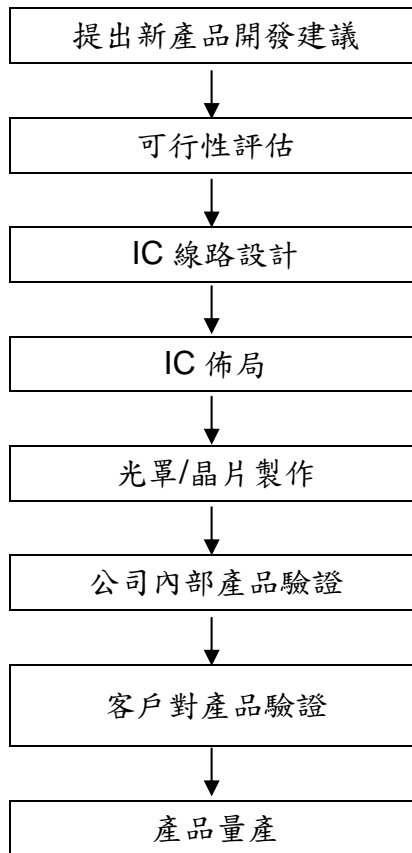 提出新產品開發建議
可行性評估
IC 線路設計
IC 佈局
光罩/晶片製作
公司內部產品驗證
客戶對產品驗證
產品量產